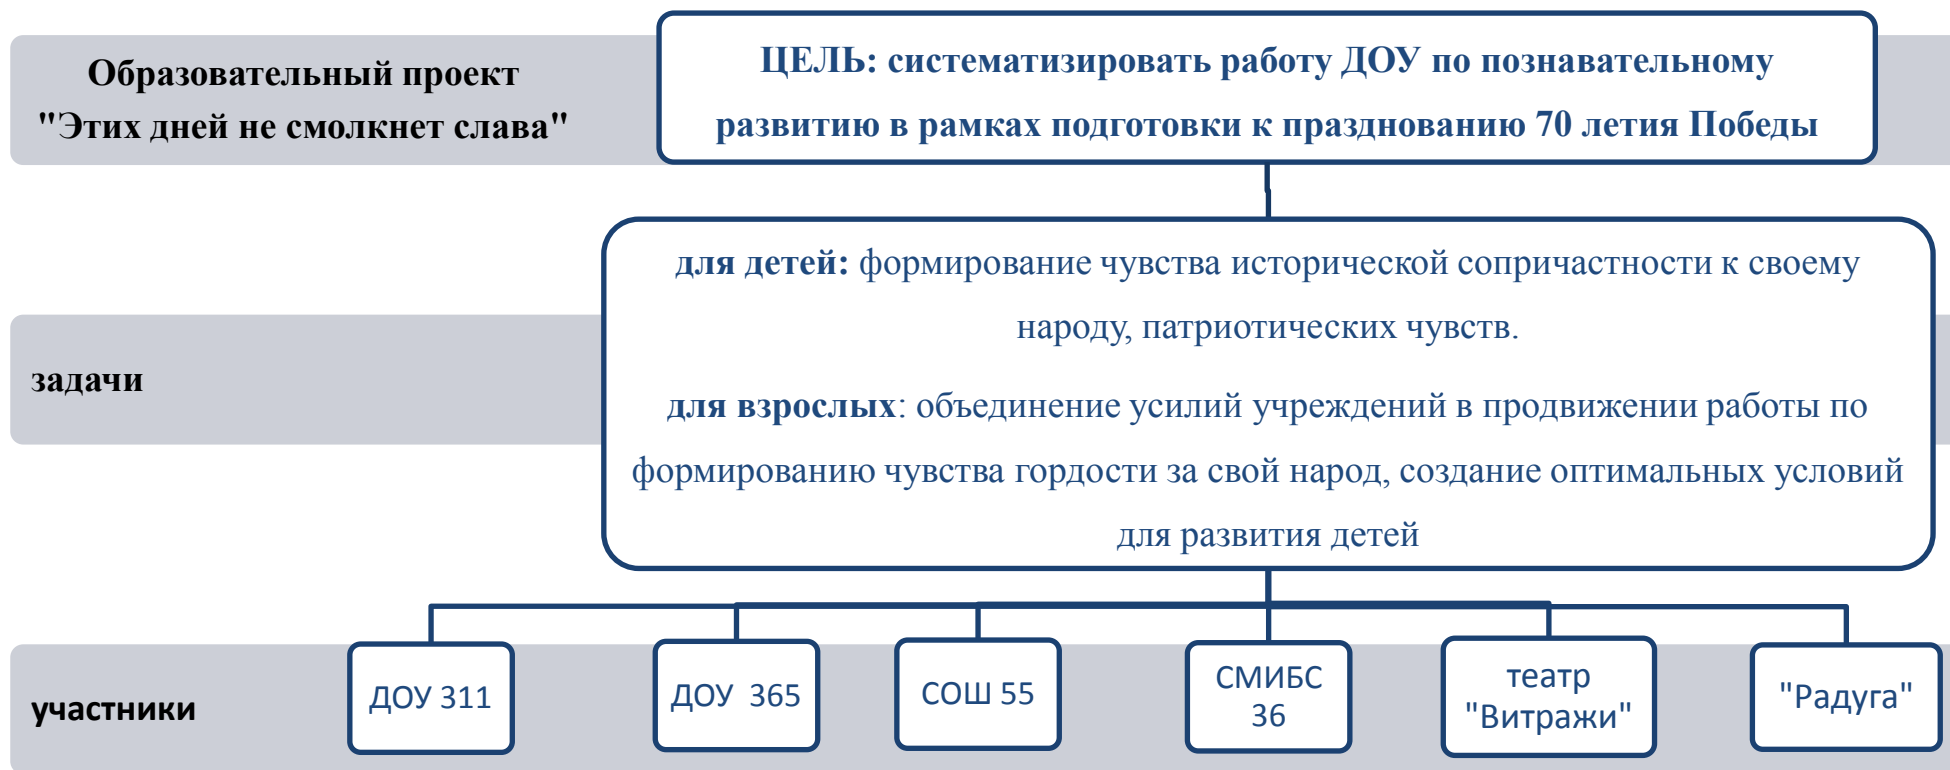 Образовательный проект
"Этих дней не смолкнет слава"
ЦЕЛЬ: систематизировать работу ДОУ по познавательному
развитию в рамках подготовки к празднованию 70 летия Победы
задачи
для детей: формирование чувства исторической сопричастности к своему
народу, патриотических чувств.
для взрослых: объединение усилий учреждений в продвижении работы по
формированию чувства гордости за свой народ, создание оптимальных условий
для развития детей
участники
ДОУ 311
ДОУ 365
СОШ 55
СМИБС
36
театр
"Витражи"
"Радуга"